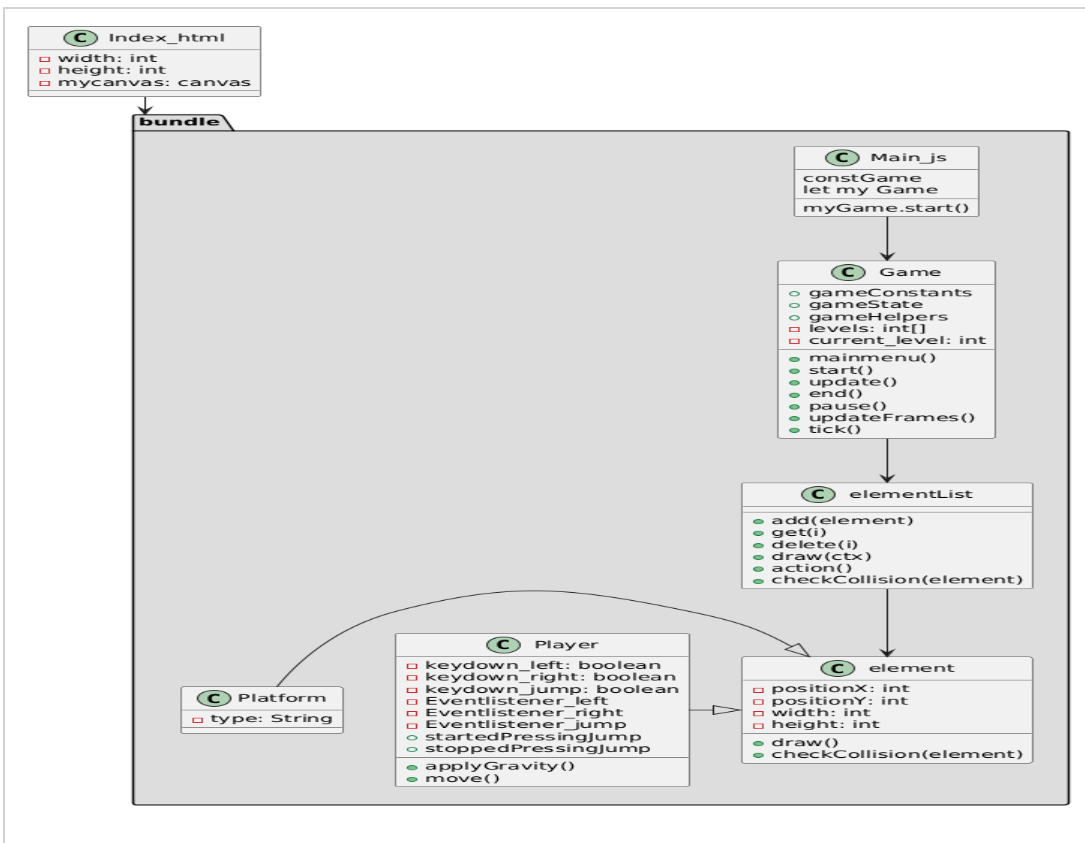 C Index_html
width: int
height: int
mycanvas: canvas
bundle
C Main_js
constGame
let my Game
myGame.start()
C Game
gameConstants
gameState
gameHelpers
levels: int[]
current_level: int
mainmenu()
start()
update()
end()
pause()
updateFrames()
tick()
C elementList
add(element)
get(i)
delete(i)
draw(ctx)
action()
checkCollision(element)
C Platform
type: String
C Player
keydown_left: boolean
keydown_right: boolean
keydown_jump: boolean
Eventlistener_left
Eventlistener_right
Eventlistener_jump
startedPressingJump
stoppedPressingJump
applyGravity()
move()
C element
positionX: int
positionY: int
width: int
height: int
draw()
checkCollision(element)